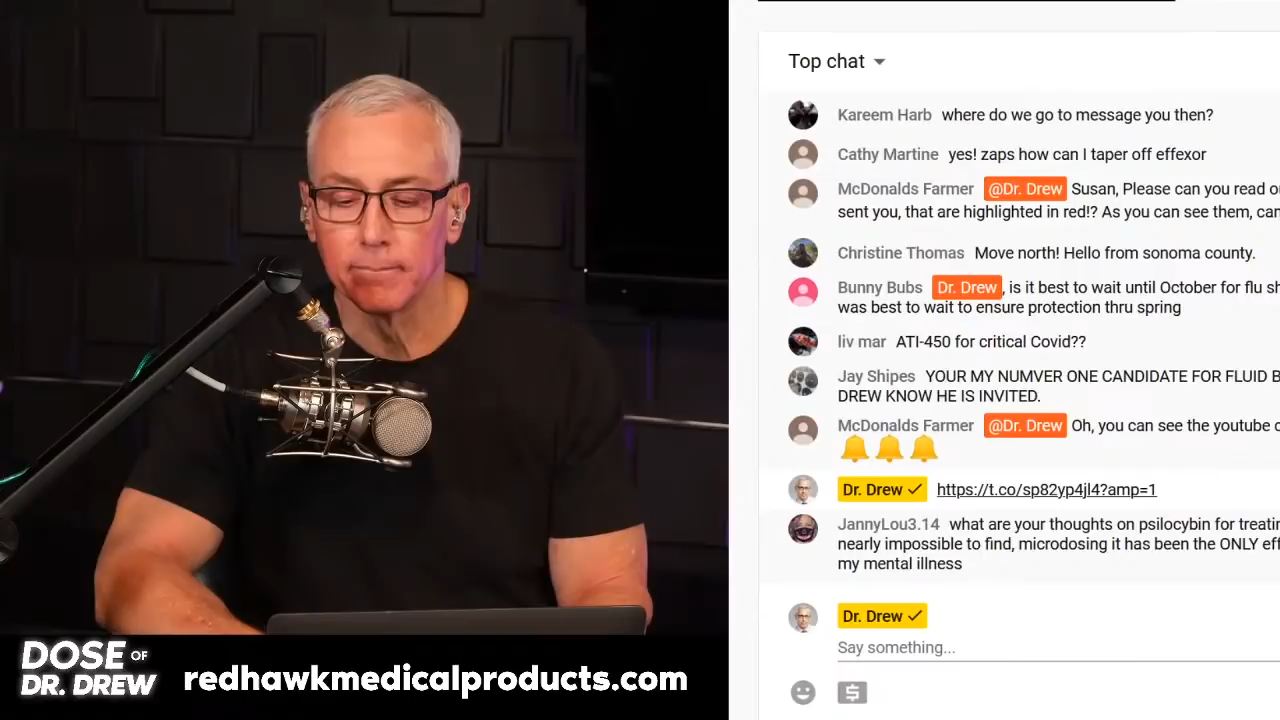 Top chat
Kareem Harb where do we go to message you then?
Cathy Martine yes! zaps how can I taper off effexor
McDonalds Farmer @Dr. Drew Susan, Please can you read
sent you, that are highlighted in red!? As you can see them,
Christine Thomas Move north! Hello from sonoma county.
Bunny Bubs Dr. Drew, is it best to wait until October for flu
was best to wait to ensure protection thru spring
liv mar ATI-450 for critical Covid??
Jay Shipes YOUR MY NUMVER ONE CANDIDATE FOR FLUID
DREW KNOW HE IS INVITED.
McDonalds Farmer @Dr. Drew Oh, you can see the youtube
Dr. Drew https://t.co/sp82yp4jl4?amp=1
JannyLou3.14 what are your thoughts on psilocybin for
nearly impossible to find, microdosing it has been the ONLY
my mental illness
Dr. Drew
Say something...
DOSE OF
DR. DREW
redhawkmedicalproducts.com